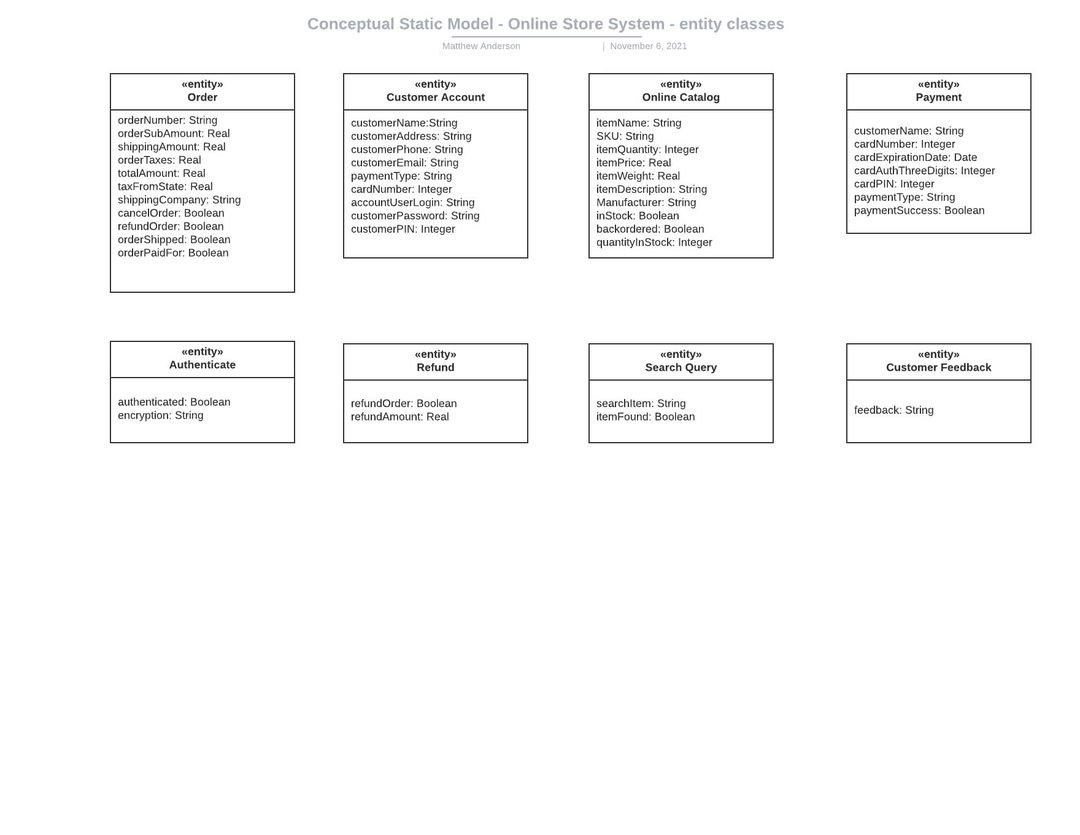 Conceptual Static Model - Online Store System - entity classes
Matthew Anderson | November 6, 2021
«entity»
Order
orderNumber: String
orderSubAmount: Real
shippingAmount: Real
orderTaxes: Real
totalAmount: Real
taxFromState: Real
shippingCompany: String
cancelOrder: Boolean
refundOrder: Boolean
orderShipped: Boolean
orderPaidFor: Boolean
«entity»
Customer Account
customerName:String
customerAddress: String
customerPhone: String
customerEmail: String
paymentType: String
cardNumber: Integer
accountUserLogin: String
customerPassword: String
customerPIN: Integer
«entity»
Online Catalog
itemName: String
SKU: String
itemQuantity: Integer
itemPrice: Real
itemWeight: Real
itemDescription: String
Manufacturer: String
inStock: Boolean
backordered: Boolean
quantityInStock: Integer
«entity»
Payment
customerName: String
cardNumber: Integer
cardExpirationDate: Date
cardAuthThreeDigits: Integer
cardPIN: Integer
paymentType: String
paymentSuccess: Boolean
«entity»
Authenticate
authenticated: Boolean
encryption: String
«entity»
Refund
refundOrder: Boolean
refundAmount: Real
«entity»
Search Query
searchItem: String
itemFound: Boolean
«entity»
Customer Feedback
feedback: String